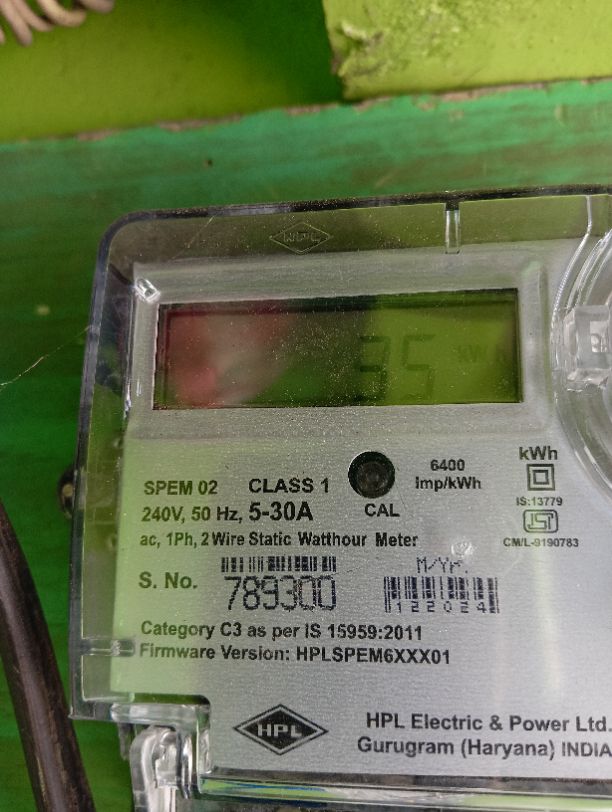 HPL
35 kWh
SPEM 02 CLASS 1
240V, 50 Hz, 5-30A
ac, 1Ph, 2 Wire Static Watthour Meter
CAL
6400
Imp/kWh
kWh
IS:13779
ISI
CM/L-9190783
S. No. 789300
M/Yr.
122024
Category C3 as per IS 15959:2011
Firmware Version: HPLSPEM6XXX01
HPL
HPL Electric & Power Ltd.
Gurugram (Haryana) INDIA